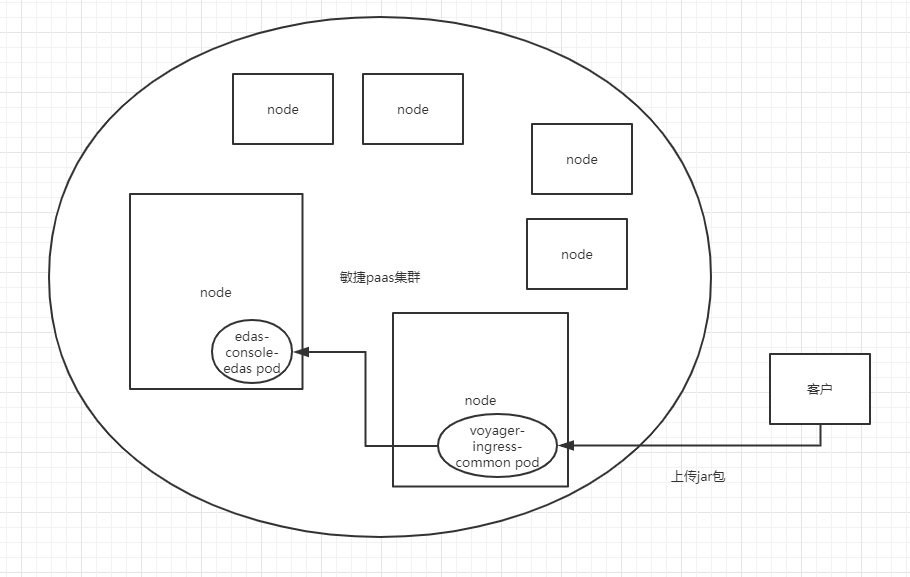 node
node
node
node
敏捷paas集群
node
edas-
console-
edas pod
客户
node
voyager-
ingress-
common pod
上传jar包